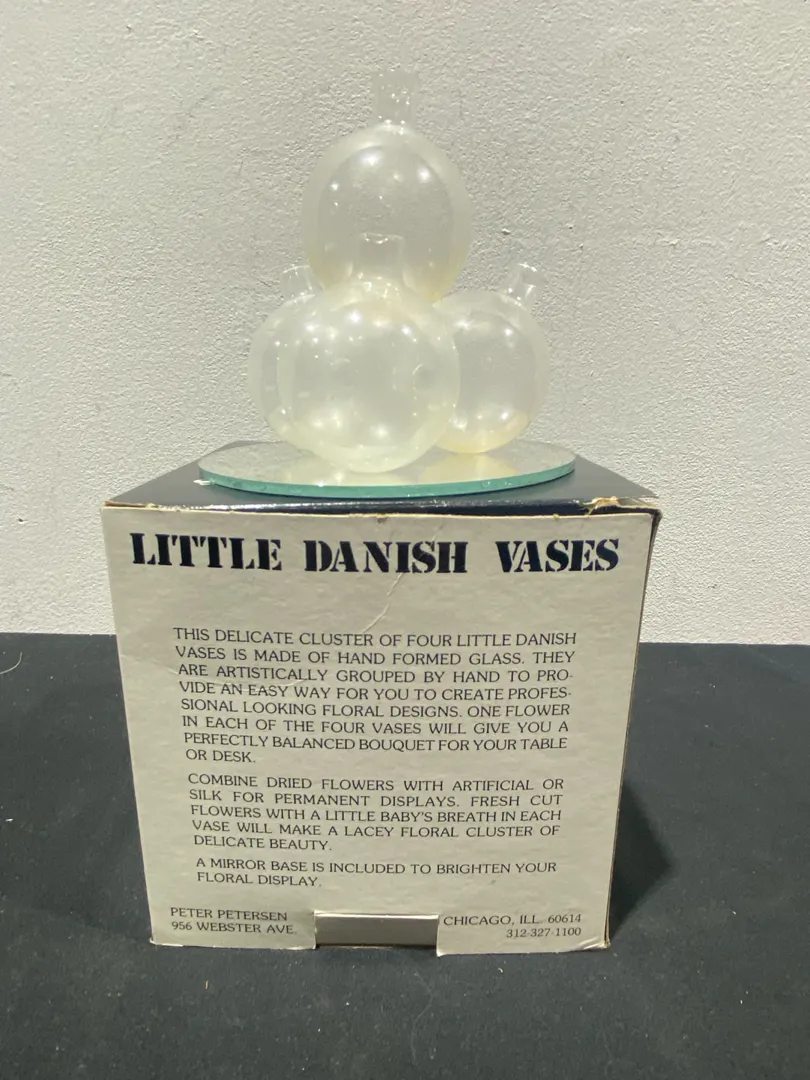 LITTLE DANISH VASES
THIS DELICATE CLUSTER OF FOUR LITTLE DANISH
VASES IS MADE OF HAND FORMED GLASS. THEY
ARE ARTISTICALLY GROUPED BY HAND TO PRO-
VIDE AN EASY WAY FOR YOU TO CREATE PROFES-
SIONAL LOOKING FLORAL DESIGNS. ONE FLOWER
IN EACH OF THE FOUR VASES WILL GIVE YOU A
PERFECTLY BALANCED BOUQUET FOR YOUR TABLE
OR DESK.
COMBINE DRIED FLOWERS WITH ARTIFICIAL OR
SILK FOR PERMANENT DISPLAYS. FRESH CUT
FLOWERS WITH A LITTLE BABY'S BREATH IN EACH
VASE WILL MAKE A LACEY FLORAL CLUSTER OF
DELICATE BEAUTY.
A MIRROR BASE IS INCLUDED TO BRIGHTEN YOUR
FLORAL DISPLAY.
PETER PETERSEN
956 WEBSTER AVE.
CHICAGO, ILL. 60614
312-327-1100